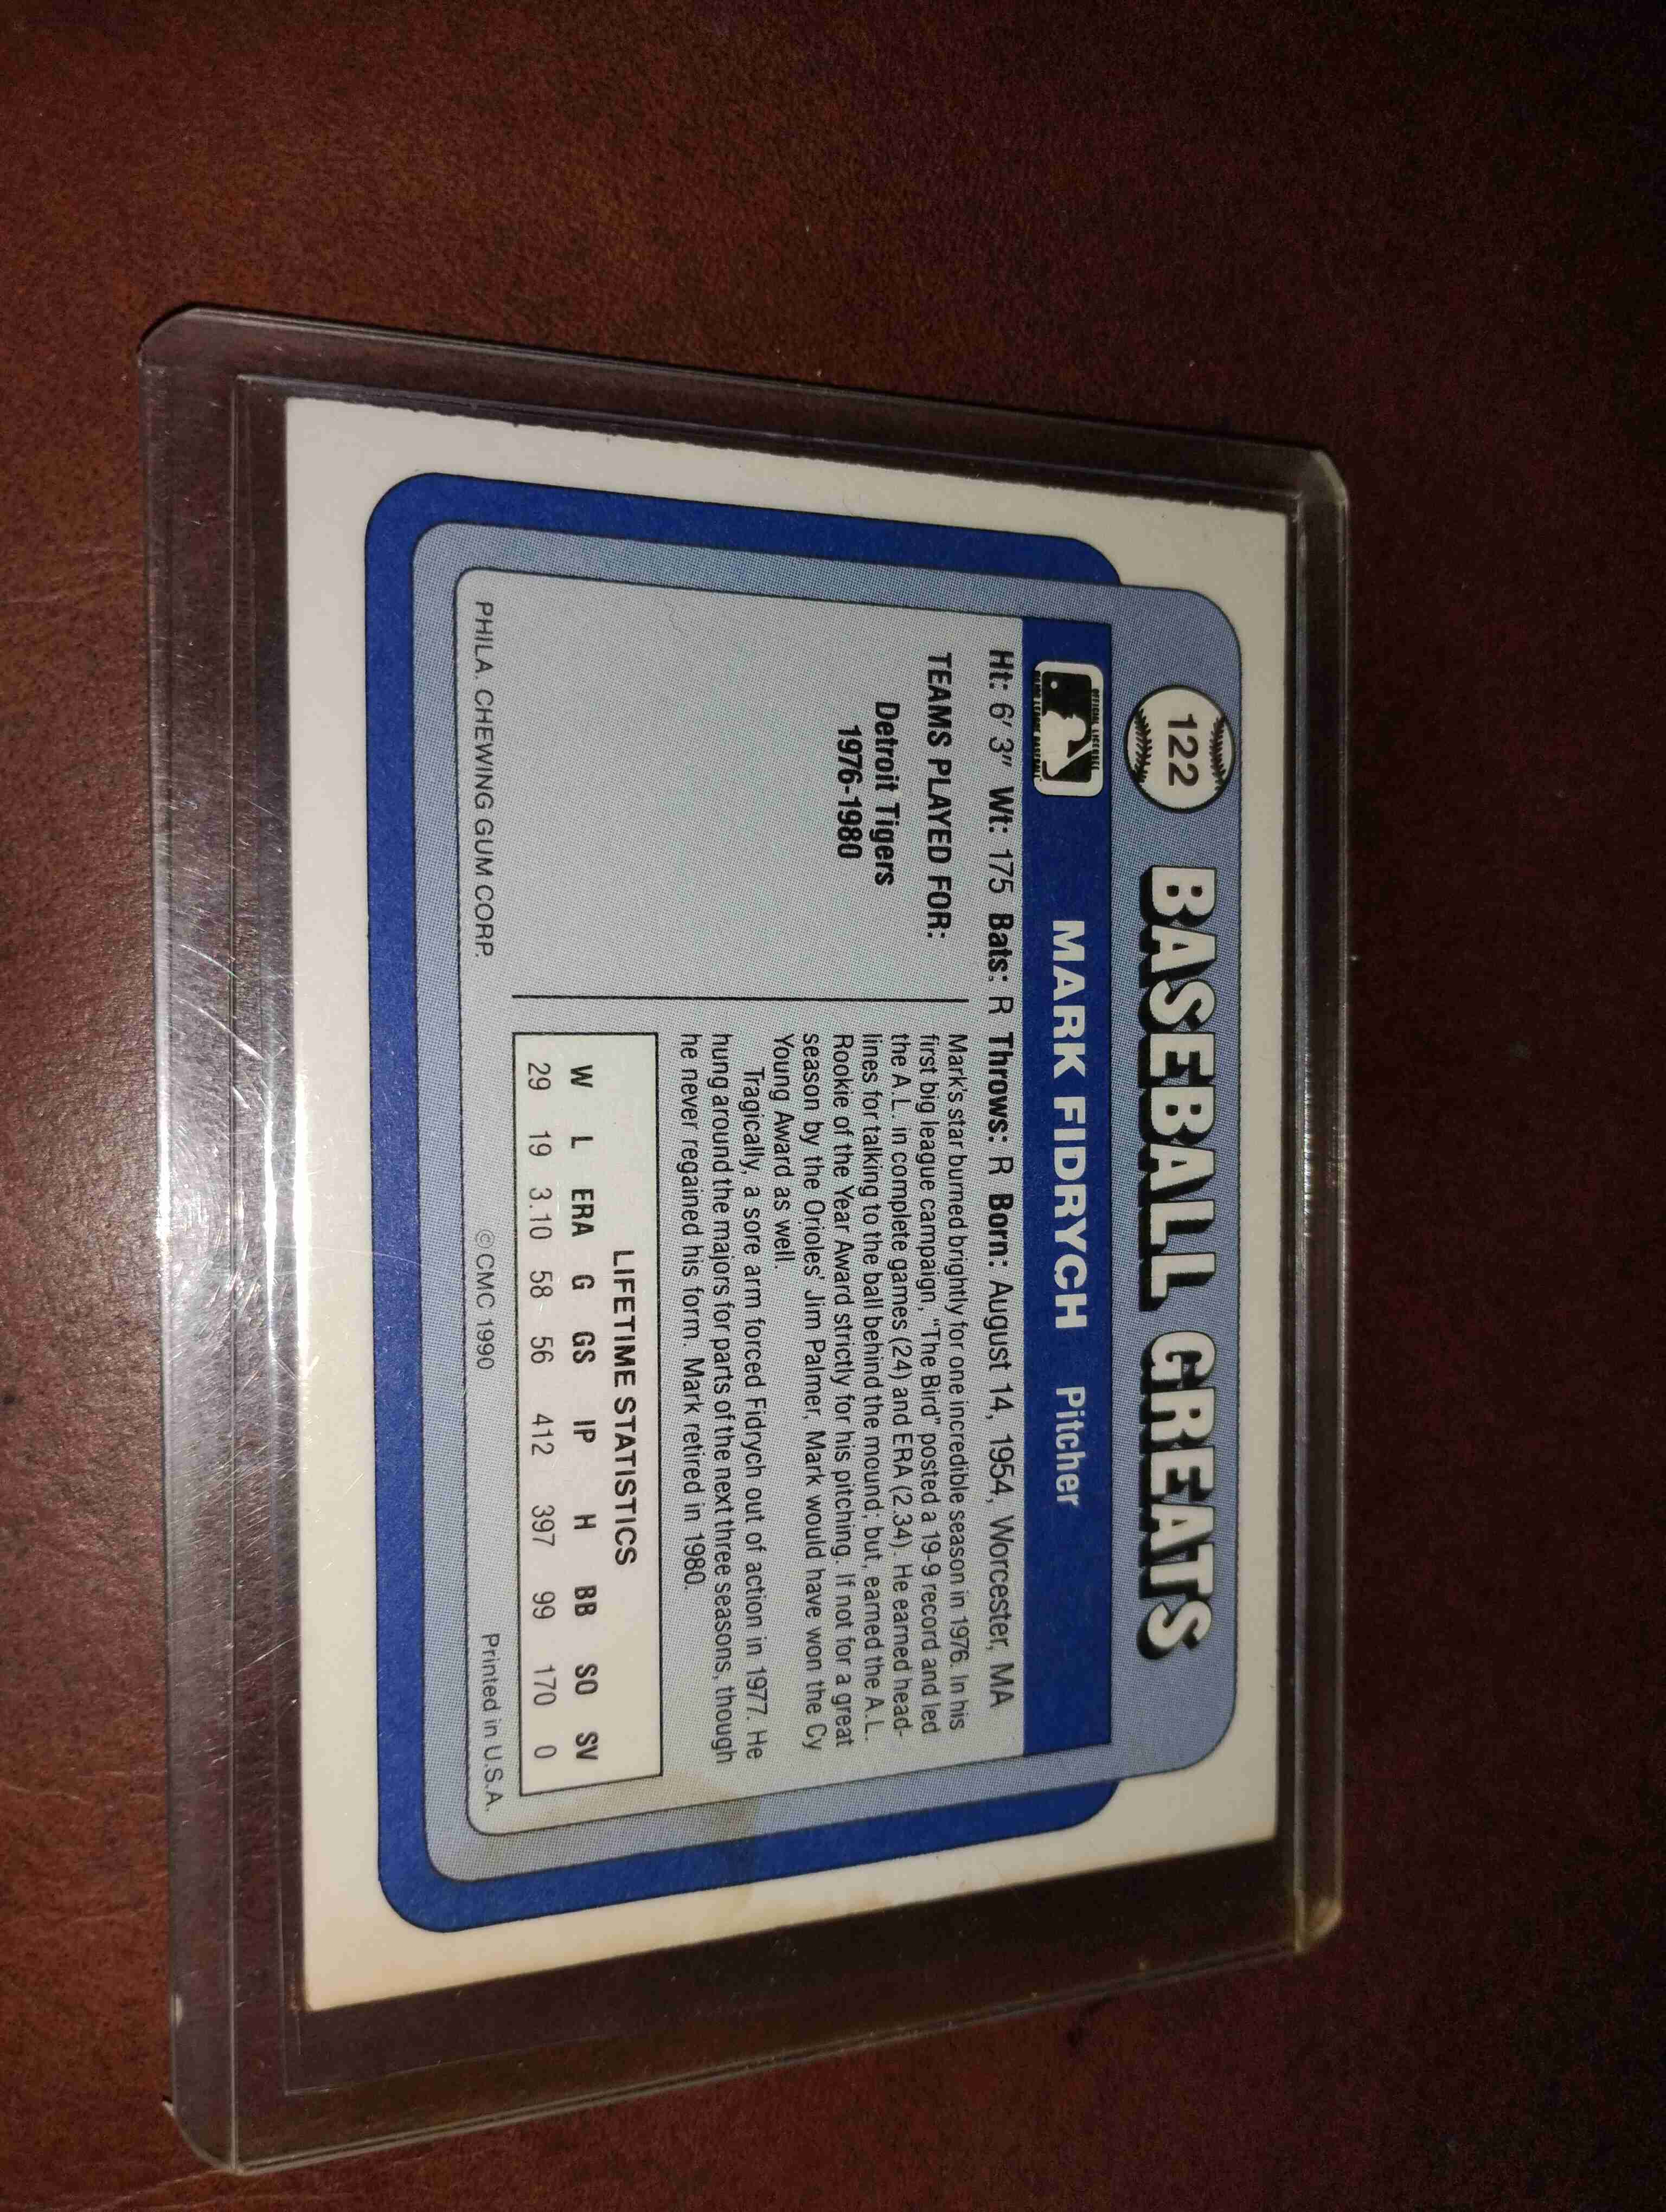 122 BASEBALL GREATS
MARK FIDRYCH Pitcher
Ht: 6′ 3″ Wt: 175 Bats: R Throws: R Born: August 14, 1954, Worcester, MA
TEAMS PLAYED FOR:
Detroit Tigers
1976-1980
Mark's star burned brightly for one incredible season in 1976. In his
first big league campaign, "The Bird" posted a 19-9 record and led
the A.L. in complete games (24) and ERA (2.34). He earned head-
lines for talking to the ball behind the mound; but, earned the A.L.
Rookie of the Year Award strictly for his pitching. If not for a great
season by the Orioles' Jim Palmer, Mark would have won the Cy
Young Award as well.
Tragically, a sore arm forced Fidrych out of action in 1977. He
hung around the majors for parts of the next three seasons, though
he never regained his form. Mark retired in 1980.
LIFETIME STATISTICS
W L ERA G GS IP H BB SO SV
29 19 3.10 58 56 412 397 99 170 0
PHILA. CHEWING GUM CORP. ©CMC 1990 Printed in U.S.A.